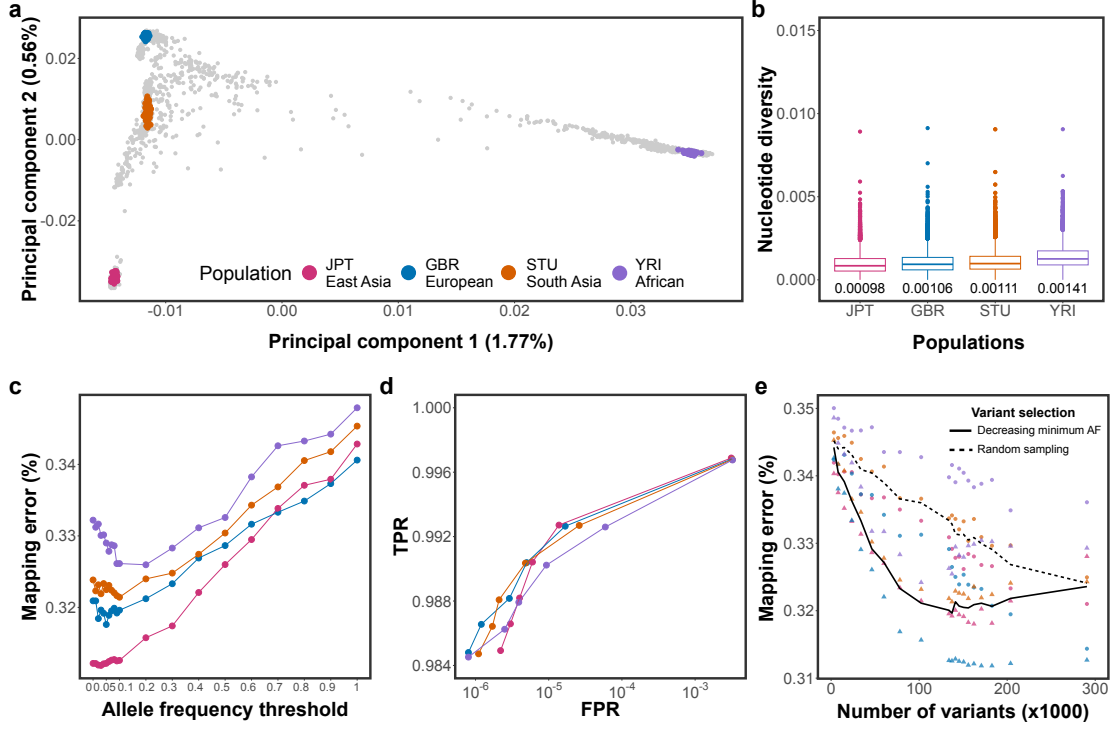 a
Principal component 2 (0.56%)
0.02
0.00
-0.02
Population
JPT
East Asia
GBR
European
STU
South Asia
YRI
African
-0.01
0.00
0.01
0.02
0.03
Principal component 1 (1.77%)
b
Nucleotide diversity
0.015
0.010
0.005
0.000
0.00098
0.00106
0.00111
0.00141
JPT
GBR
STU
YRI
Populations
c
Mapping error (%)
0.34
0.33
0.32
0 0.05 0.1 0.2 0.3 0.4 0.5 0.6 0.7 0.8 0.9 1
Allele frequency threshold
d
TPR
1.000
0.996
0.992
0.988
0.984
10-6
10-5
10-4
10-3
FPR
e
Mapping error (%)
0.35
0.34
0.33
0.32
0.31
Variant selection
Decreasing minimum AF
Random sampling
0
100
200
300
Number of variants (x1000)